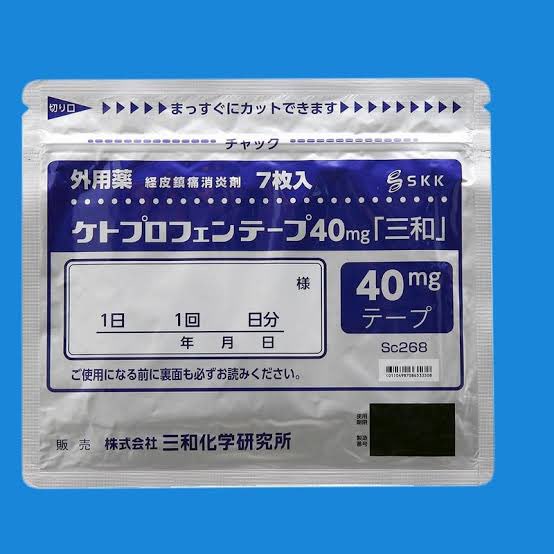 切り口 まっすぐにカットできます
チャック
外用薬 経皮鎮痛消炎剤 7枚入 SKK
ケトプロフェンテープ40mg「三和」
様
1日 1回 日分
年 月 日
40mg
テープ
Sc268
ご使用になる前に裏面も必ずお読みください。
使用
期限
製造
番号
販売 株式会社 三和化学研究所